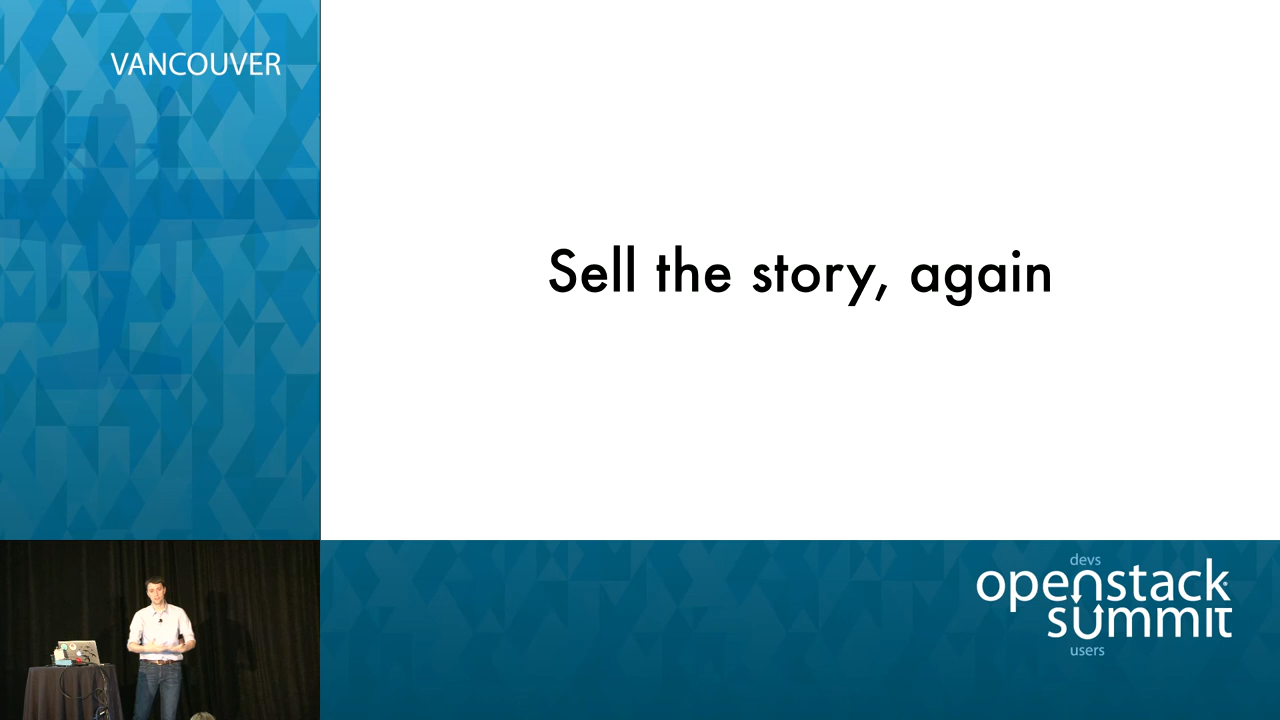 VANCOUVER
Sell the story, again
devs
openstack
summit
users